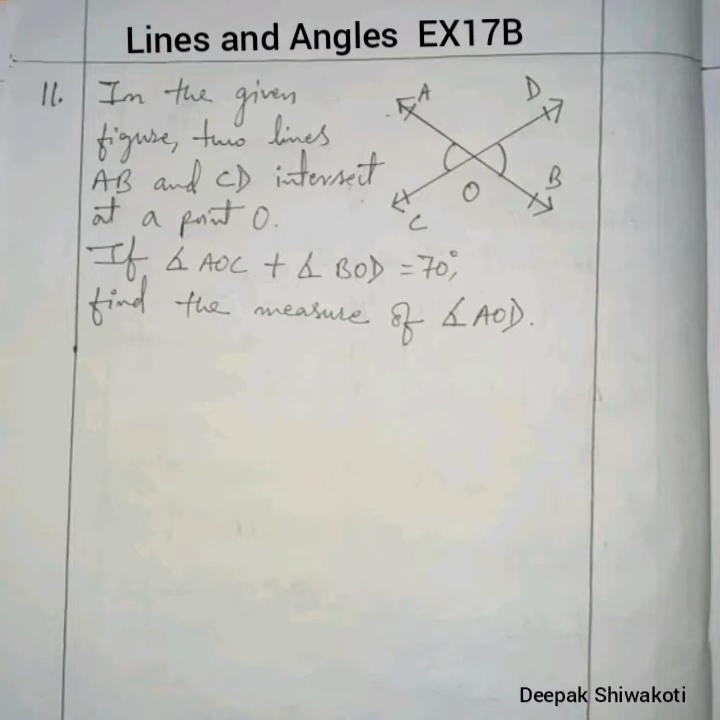 Lines and Angles EX17B
11. In the given
figure, two lines
AB and CD intersect
at a point O.
If ∡ AOC + ∡ BOD = 70°,
find the measure of ∡ AOD.
A
D
B
O
C
Deepak Shiwakoti